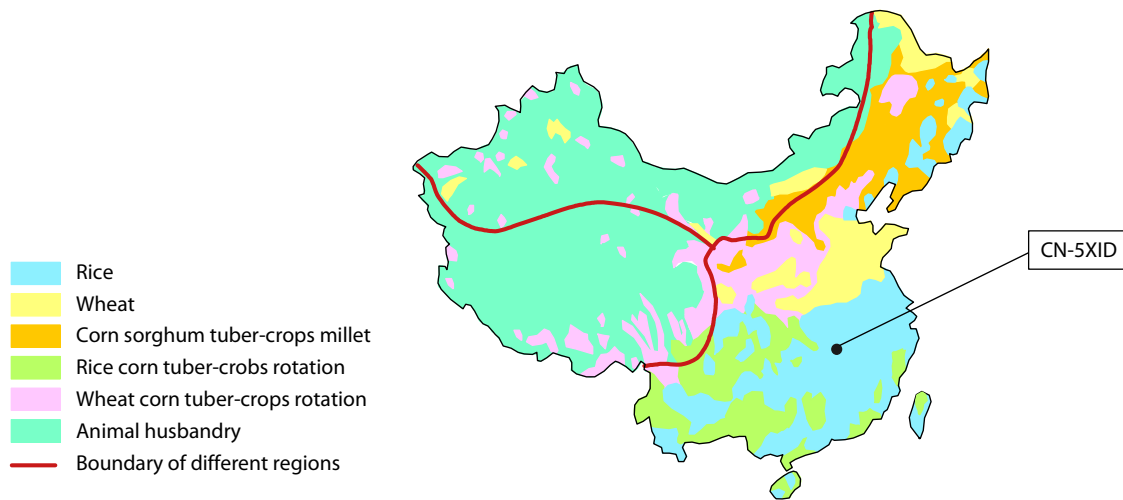 CN-5XID
Rice
Wheat
Corn sorghum tuber-crops millet
Rice corn tuber-crobs rotation
Wheat corn tuber-crops rotation
Animal husbandry
Boundary of different regions